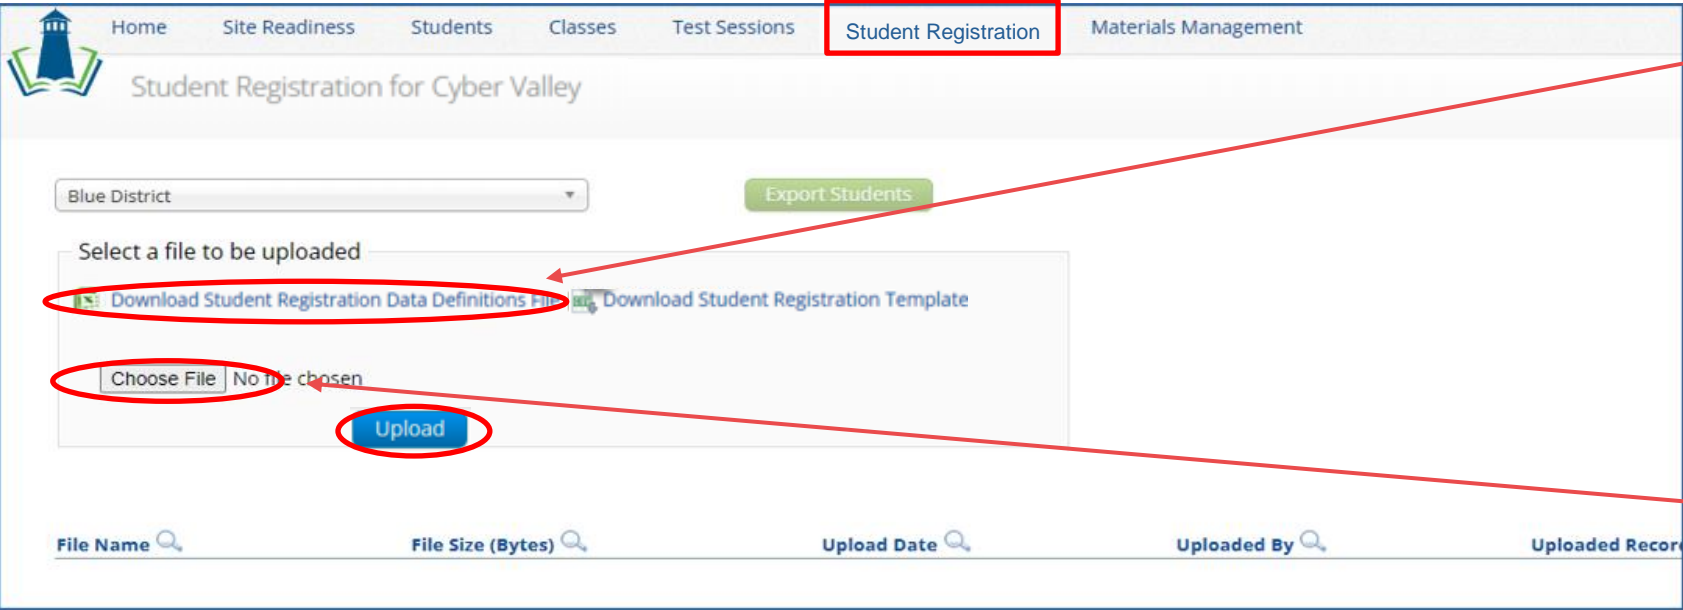 Home Site Readiness Students Classes Test Sessions Student Registration Materials Management
Student Registration for Cyber Valley
Blue District Export Students
Select a file to be uploaded
Download Student Registration Data Definitions File Download Student Registration Template
Choose File No file chosen
Upload
File Name File Size (Bytes) Upload Date Uploaded By Uploaded Recor